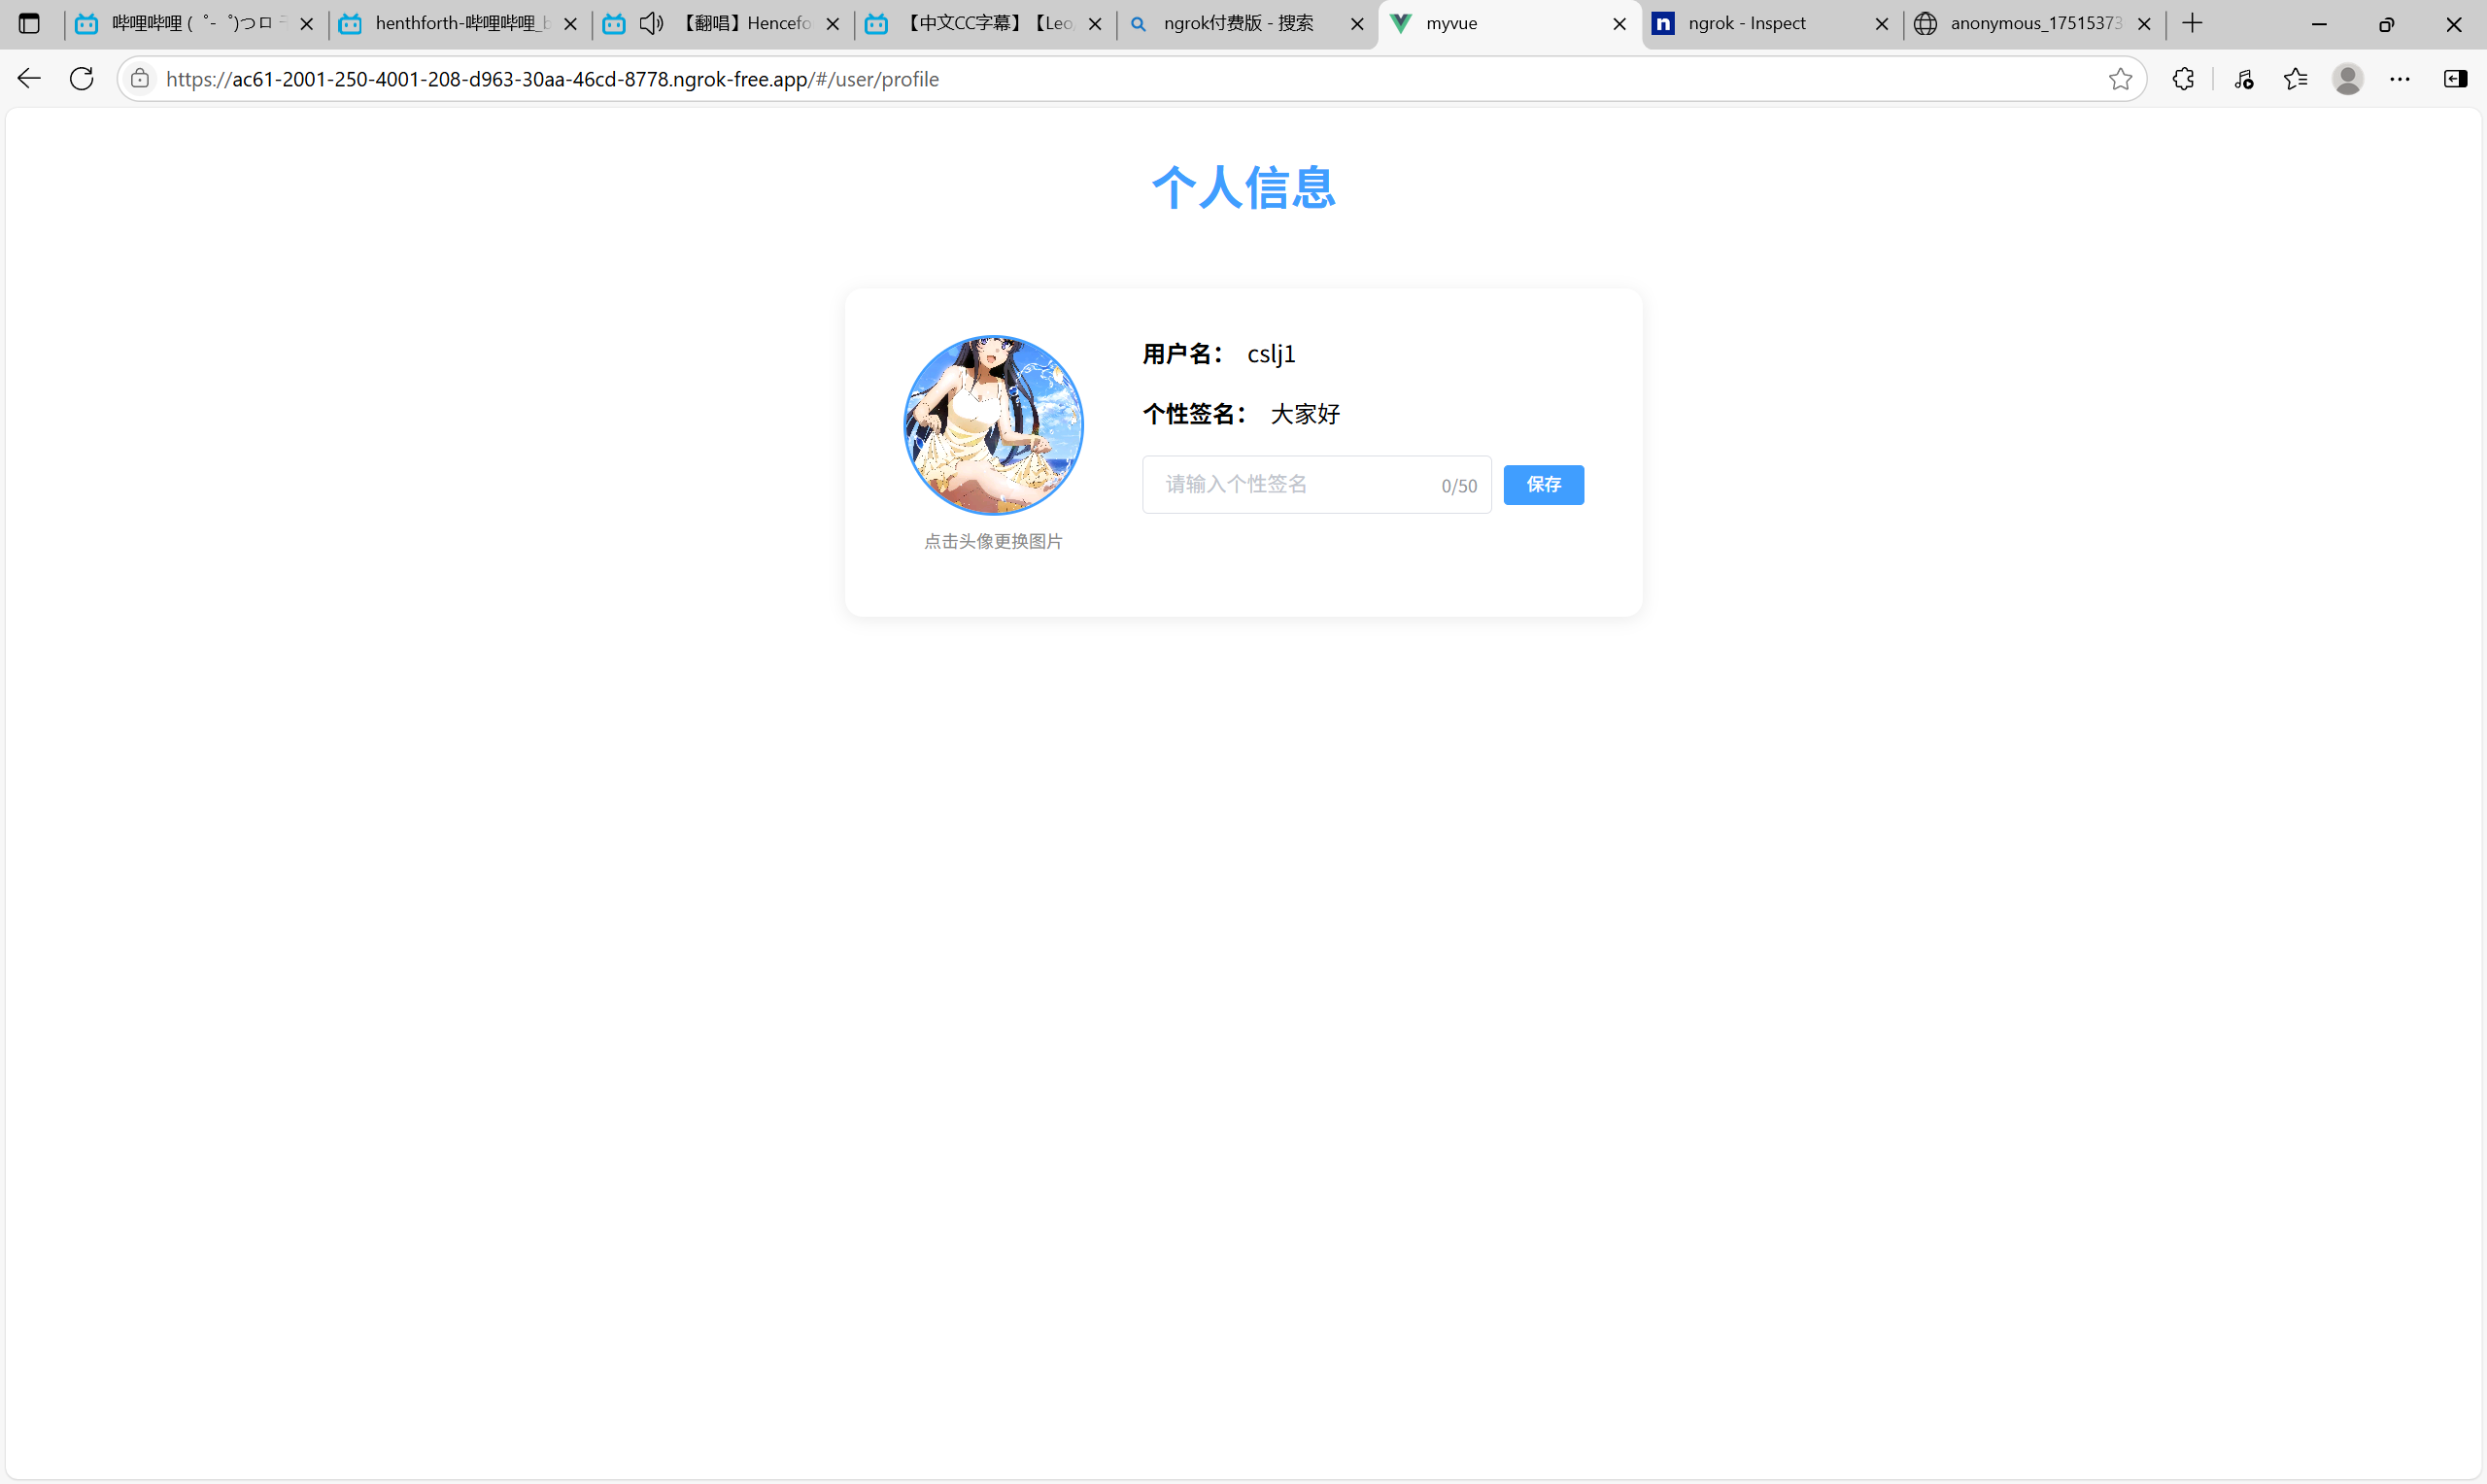 哔哩哔哩 (゜-゜)つロ
henthforth-哔哩哔哩_b
【翻唱】Hencefo
【中文CC字幕】【Leo
ngrok付费版 - 搜索
myvue
ngrok - Inspect
anonymous_17515373
https://ac61-2001-250-4001-208-d963-30aa-46cd-8778.ngrok-free.app/#/user/profile
个人信息
用户名： cslj1
个性签名： 大家好
请输入个性签名 0/50 保存
点击头像更换图片